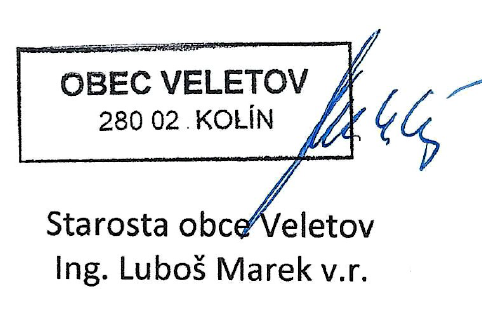 OBEC VELETOV
280 02 KOLÍN
Starosta obce Veletov
Ing. Luboš Marek v.r.